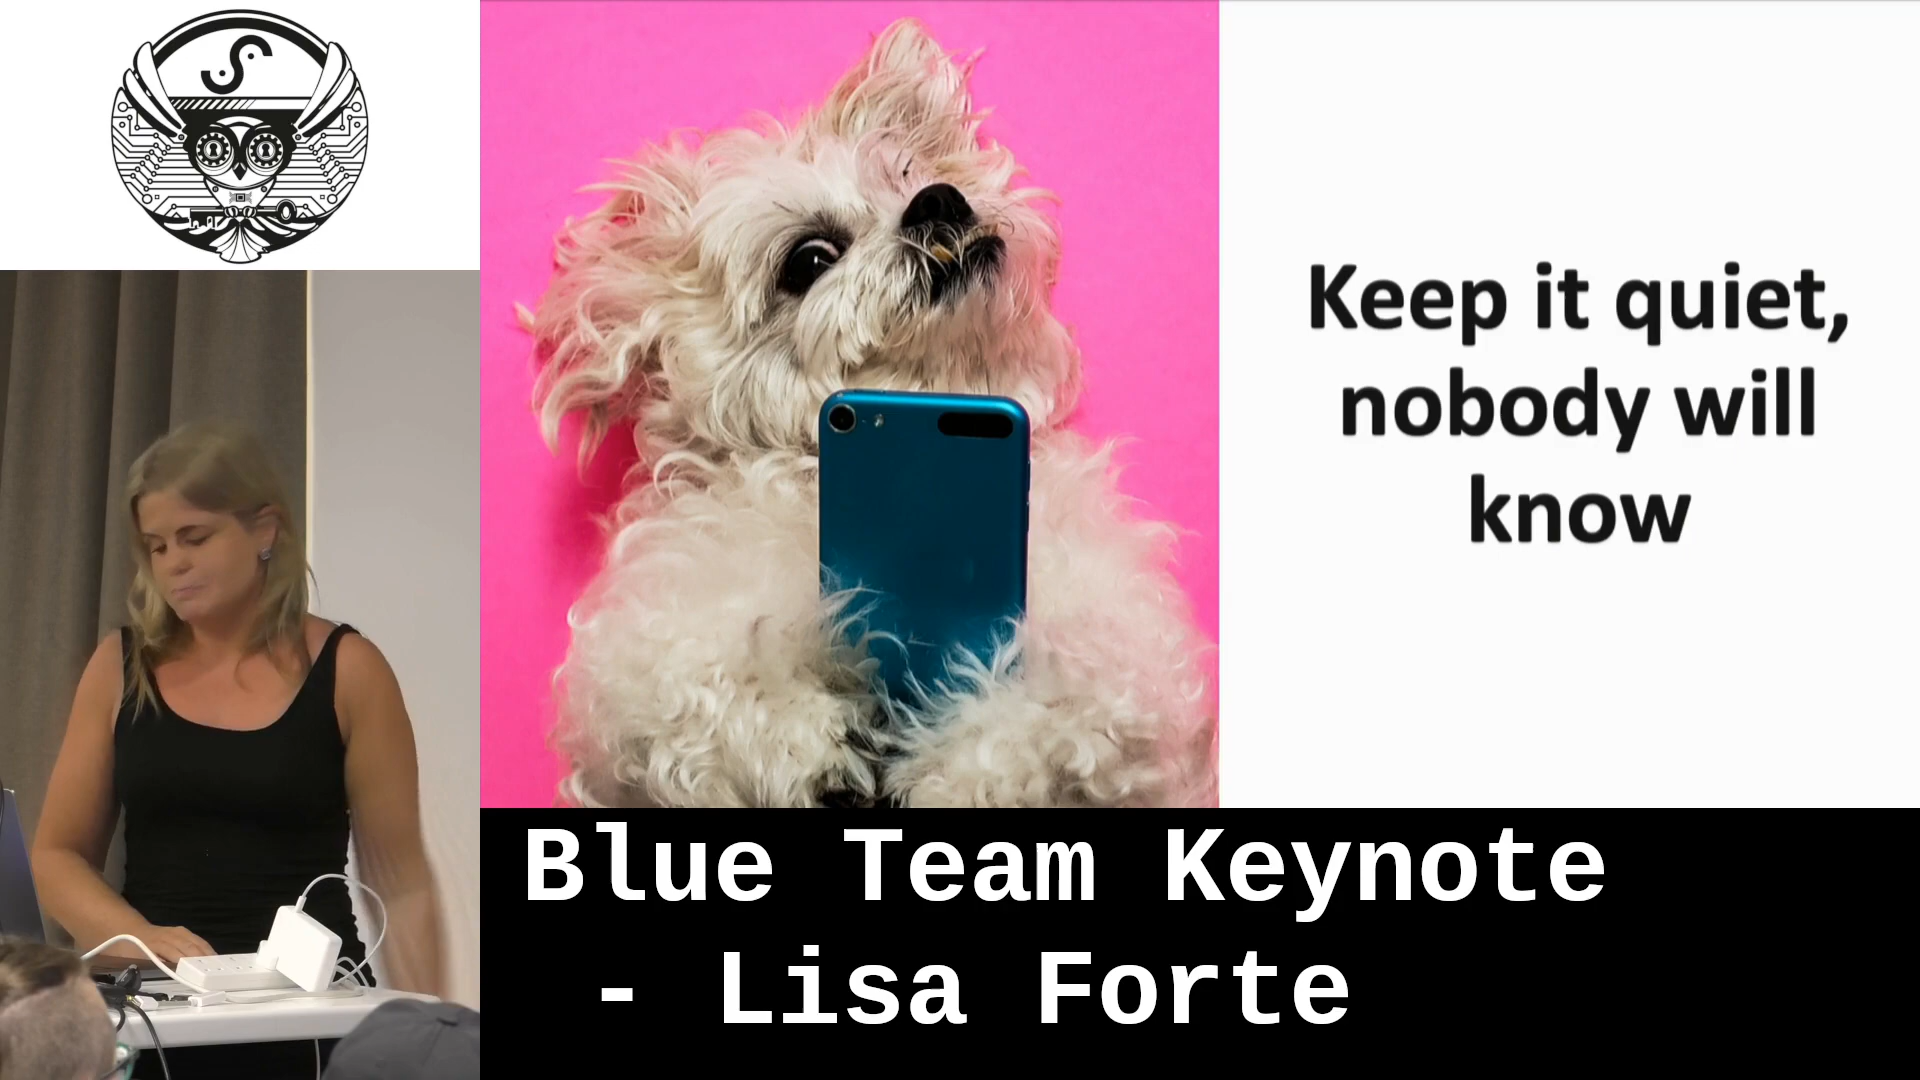 Keep it quiet,
nobody will
know
Blue Team Keynote
- Lisa Forte